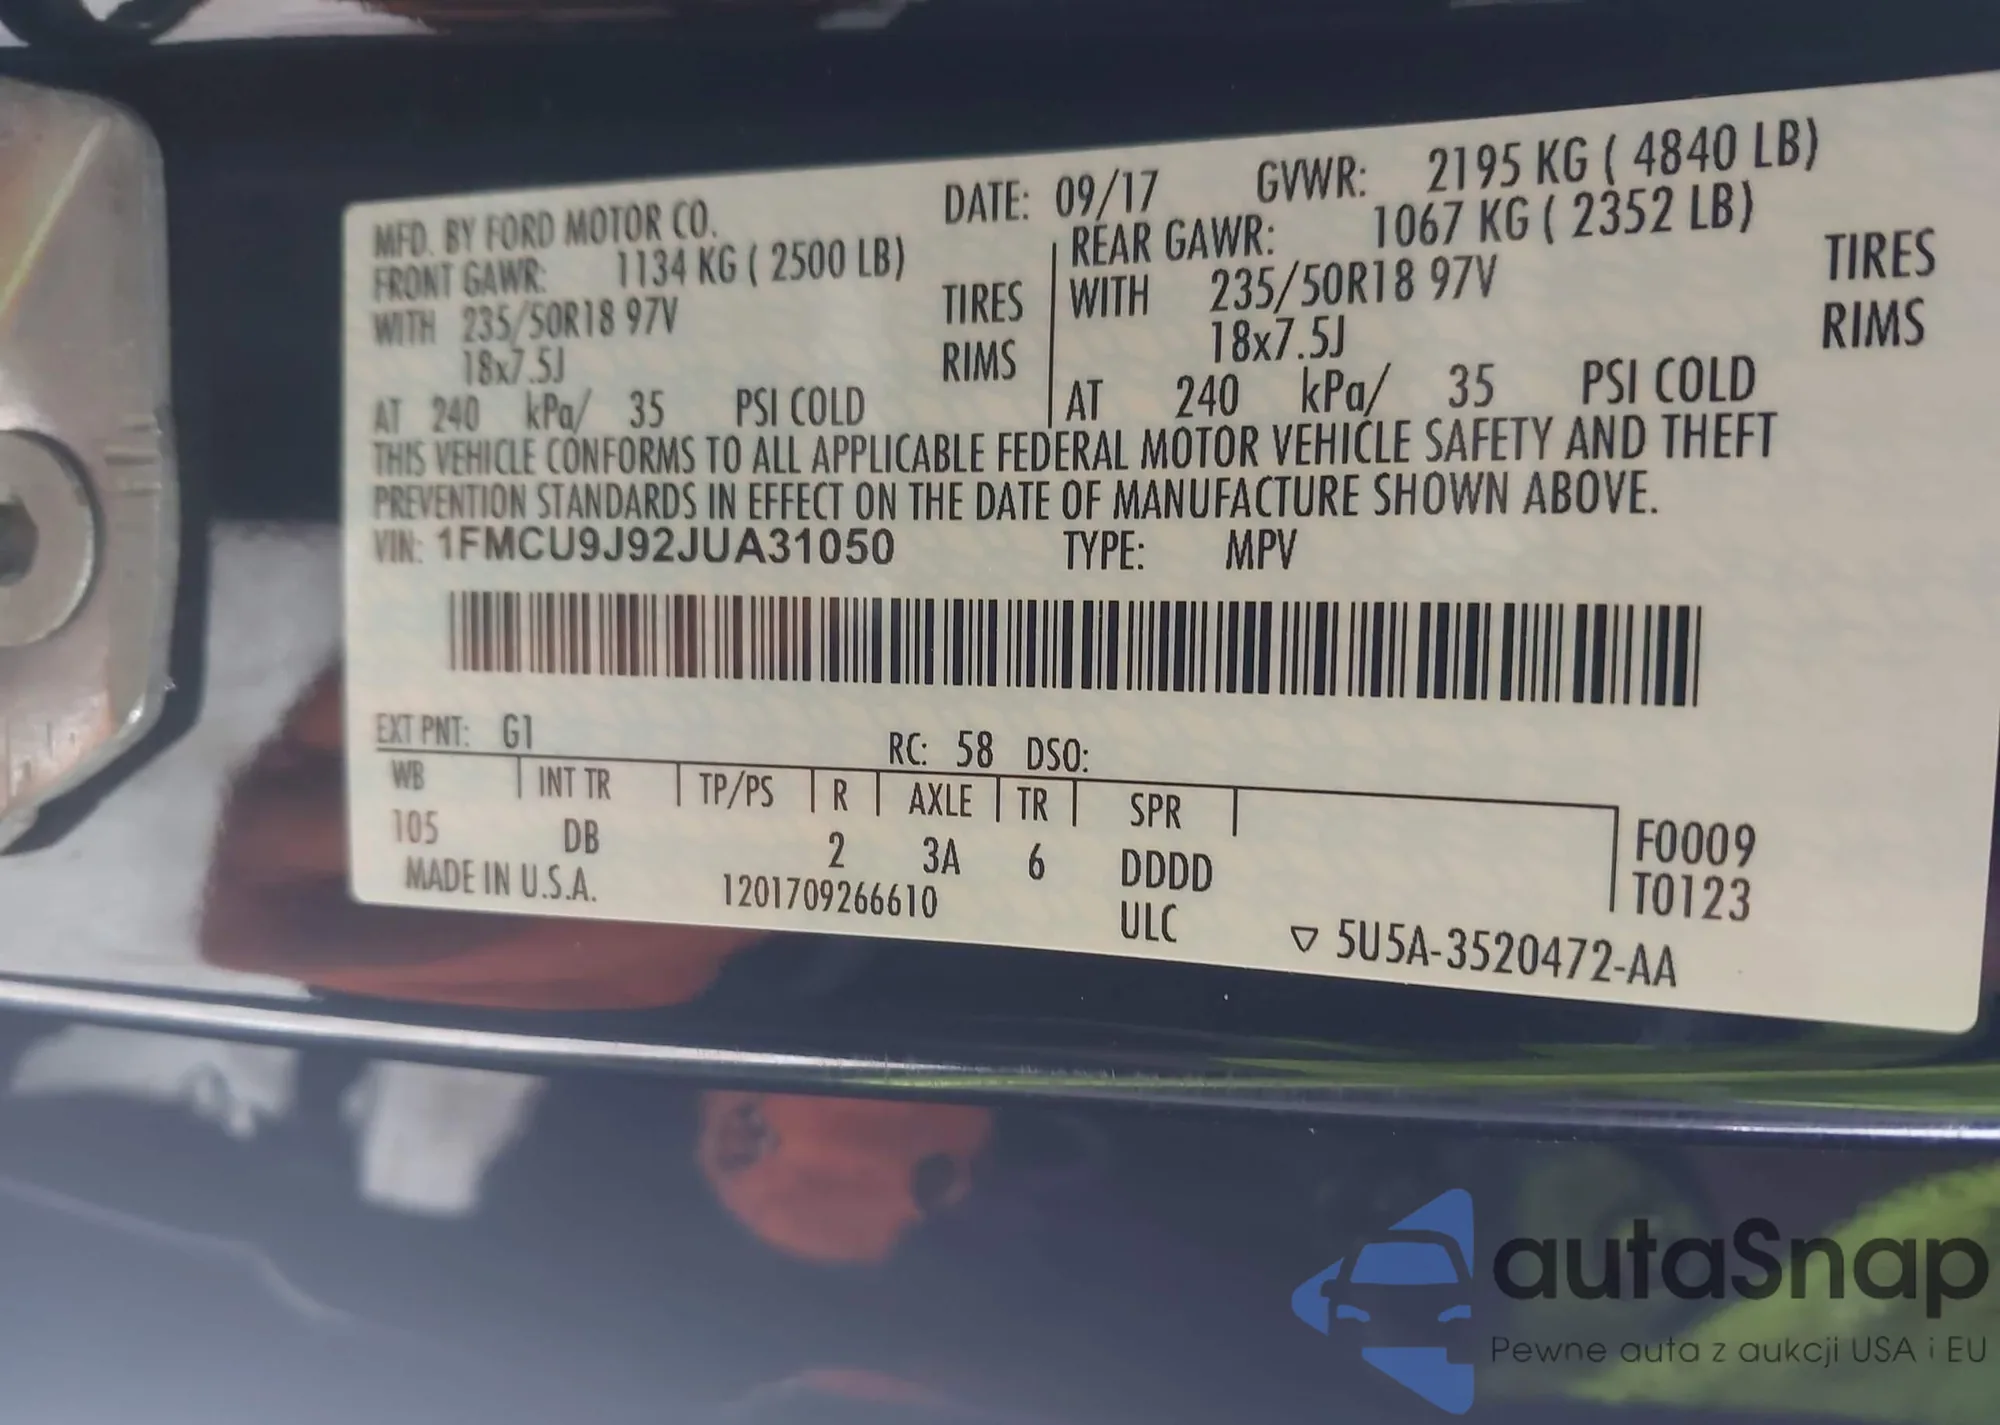 MFD. BY FORD MOTOR CO. DATE: 09/17 GVWR: 2195 KG ( 4840 LB)
FRONT GAWR: 1134 KG ( 2500 LB) REAR GAWR: 1067 KG ( 2352 LB)
WITH 235/50R18 97V TIRES WITH 235/50R18 97V TIRES
18x7.5J RIMS 18x7.5J RIMS
AT 240 kPa/ 35 PSI COLD AT 240 kPa/ 35 PSI COLD
THIS VEHICLE CONFORMS TO ALL APPLICABLE FEDERAL MOTOR VEHICLE SAFETY AND THEFT
PREVENTION STANDARDS IN EFFECT ON THE DATE OF MANUFACTURE SHOWN ABOVE.
VIN: 1FMCU9J92JUA31050 TYPE: MPV
EXT PNT: G1 RC: 58 DSO:
WB INT TR TP/PS R AXLE TR SPR
105 DB 2 3A 6 DDDD F0009
MADE IN U.S.A. 1201709266610 ULC T0123
▽ 5U5A-3520472-AA
autaSnap
Pewne auta z aukcji USA i EU